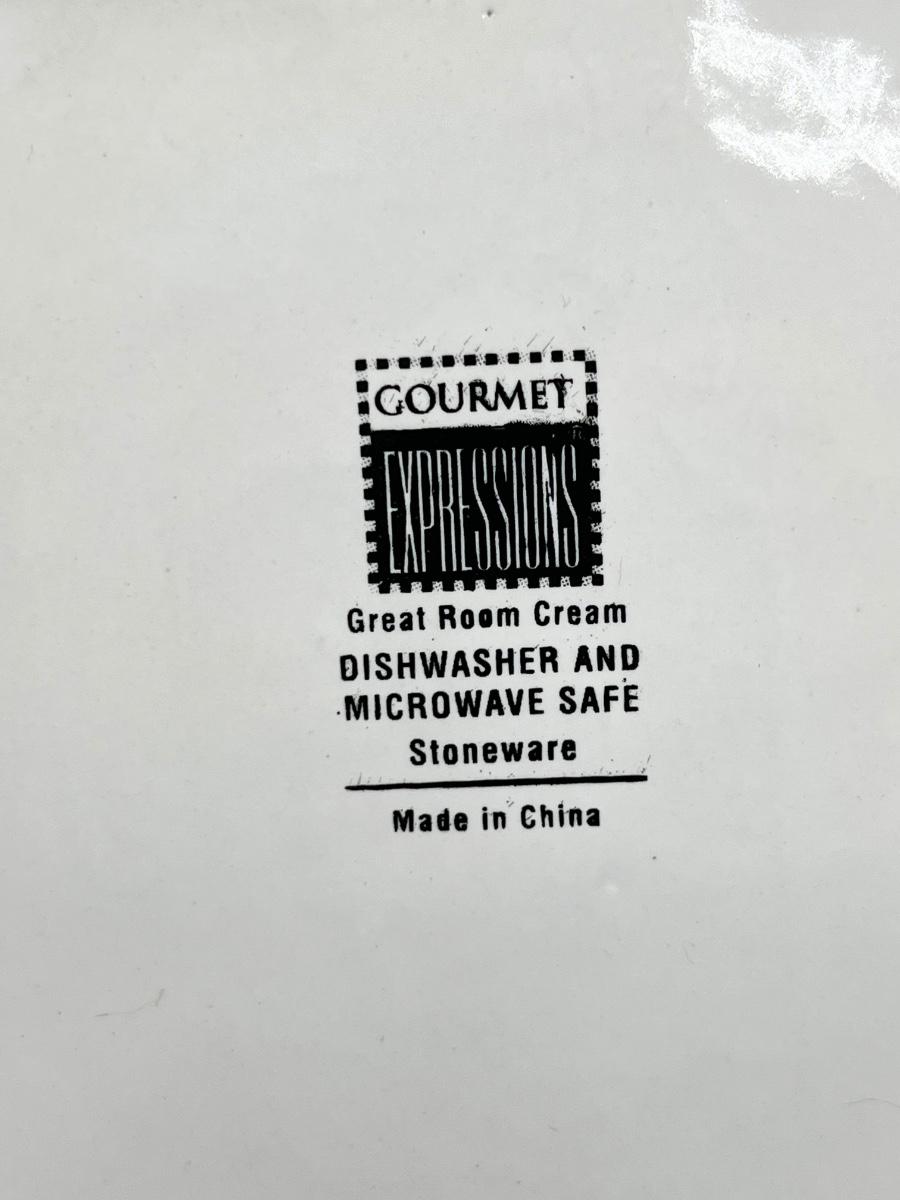 GOURMET
EXPRESSIONS
Great Room Cream
DISHWASHER AND
MICROWAVE SAFE
Stoneware
Made in China